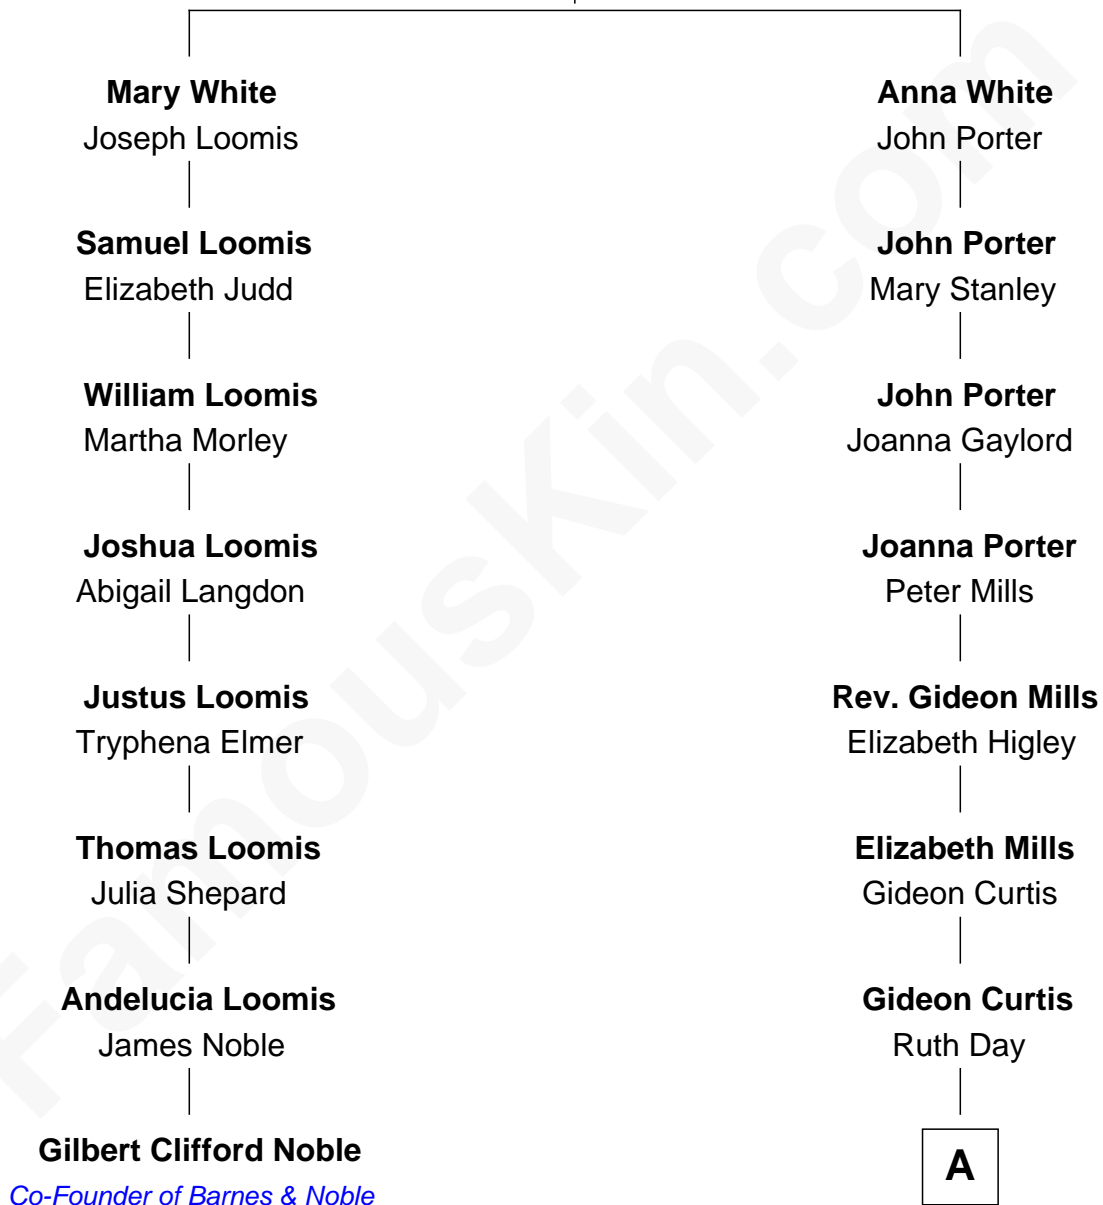 Mary White
Joseph Loomis
Samuel Loomis
Elizabeth Judd
William Loomis
Martha Morley
Joshua Loomis
Abigail Langdon
Justus Loomis
Tryphena Elmer
Thomas Loomis
Julia Shepard
Andelucia Loomis
James Noble
Gilbert Clifford Noble
Co-Founder of Barnes & Noble
Anna White
John Porter
John Porter
Mary Stanley
John Porter
Joanna Gaylord
Joanna Porter
Peter Mills
Rev. Gideon Mills
Elizabeth Higley
Elizabeth Mills
Gideon Curtis
Gideon Curtis
Ruth Day
A
FamousKin.com